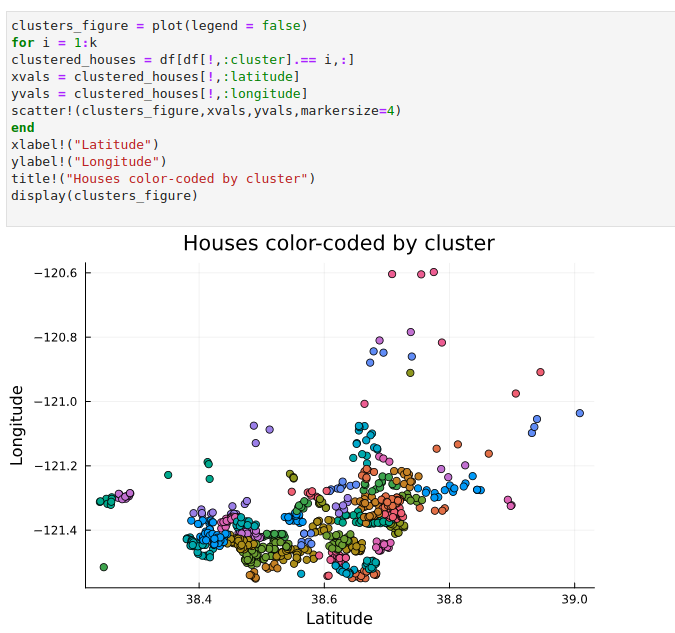 clusters_figure = plot(legend = false)
for i = 1:k
clustered_houses = df[df[!,:cluster].== i,:]
xvals = clustered_houses[!,:latitude]
yvals = clustered_houses[!,:longitude]
scatter!(clusters_figure,xvals,yvals,markersize=4)
end
xlabel!("Latitude")
ylabel!("Longitude")
title!("Houses color-coded by cluster")
display(clusters_figure)
Houses color-coded by cluster
−120.6
−120.8
−121.0
−121.2
−121.4
Longitude
38.4 38.6 38.8 39.0
Latitude